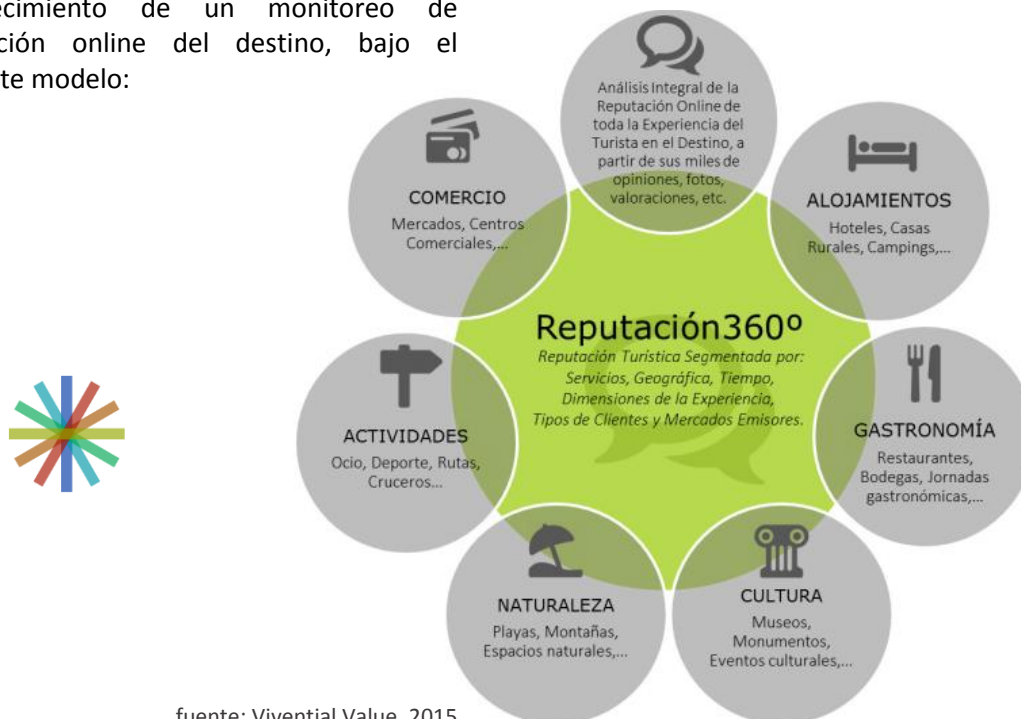 ecimiento de un monitoreo de
ción online del destino, bajo el
te modelo:
Análisis Integral de la
Reputación Online de
toda la Experiencia del
Turista en el Destino, a
partir de sus miles de
opiniones, fotos,
valoraciones, etc.
COMERCIO
Mercados, Centros
Comerciales,...
ALOJAMIENTOS
Hoteles, Casas
Rurales, Campings,...
Reputación360º
Reputación Turística Segmentada por:
Servicios, Geográfica, Tiempo,
Dimensiones de la Experiencia,
Tipos de Clientes y Mercados Emisores.
ACTIVIDADES
Ocio, Deporte, Rutas,
Cruceros...
GASTRONOMÍA
Restaurantes,
Bodegas, Jornadas
gastronómicas,...
NATURALEZA
Playas, Montañas,
Espacios naturales,...
CULTURA
Museos,
Monumentos,
Eventos culturales,...
fuente: Vivential Value, 2015